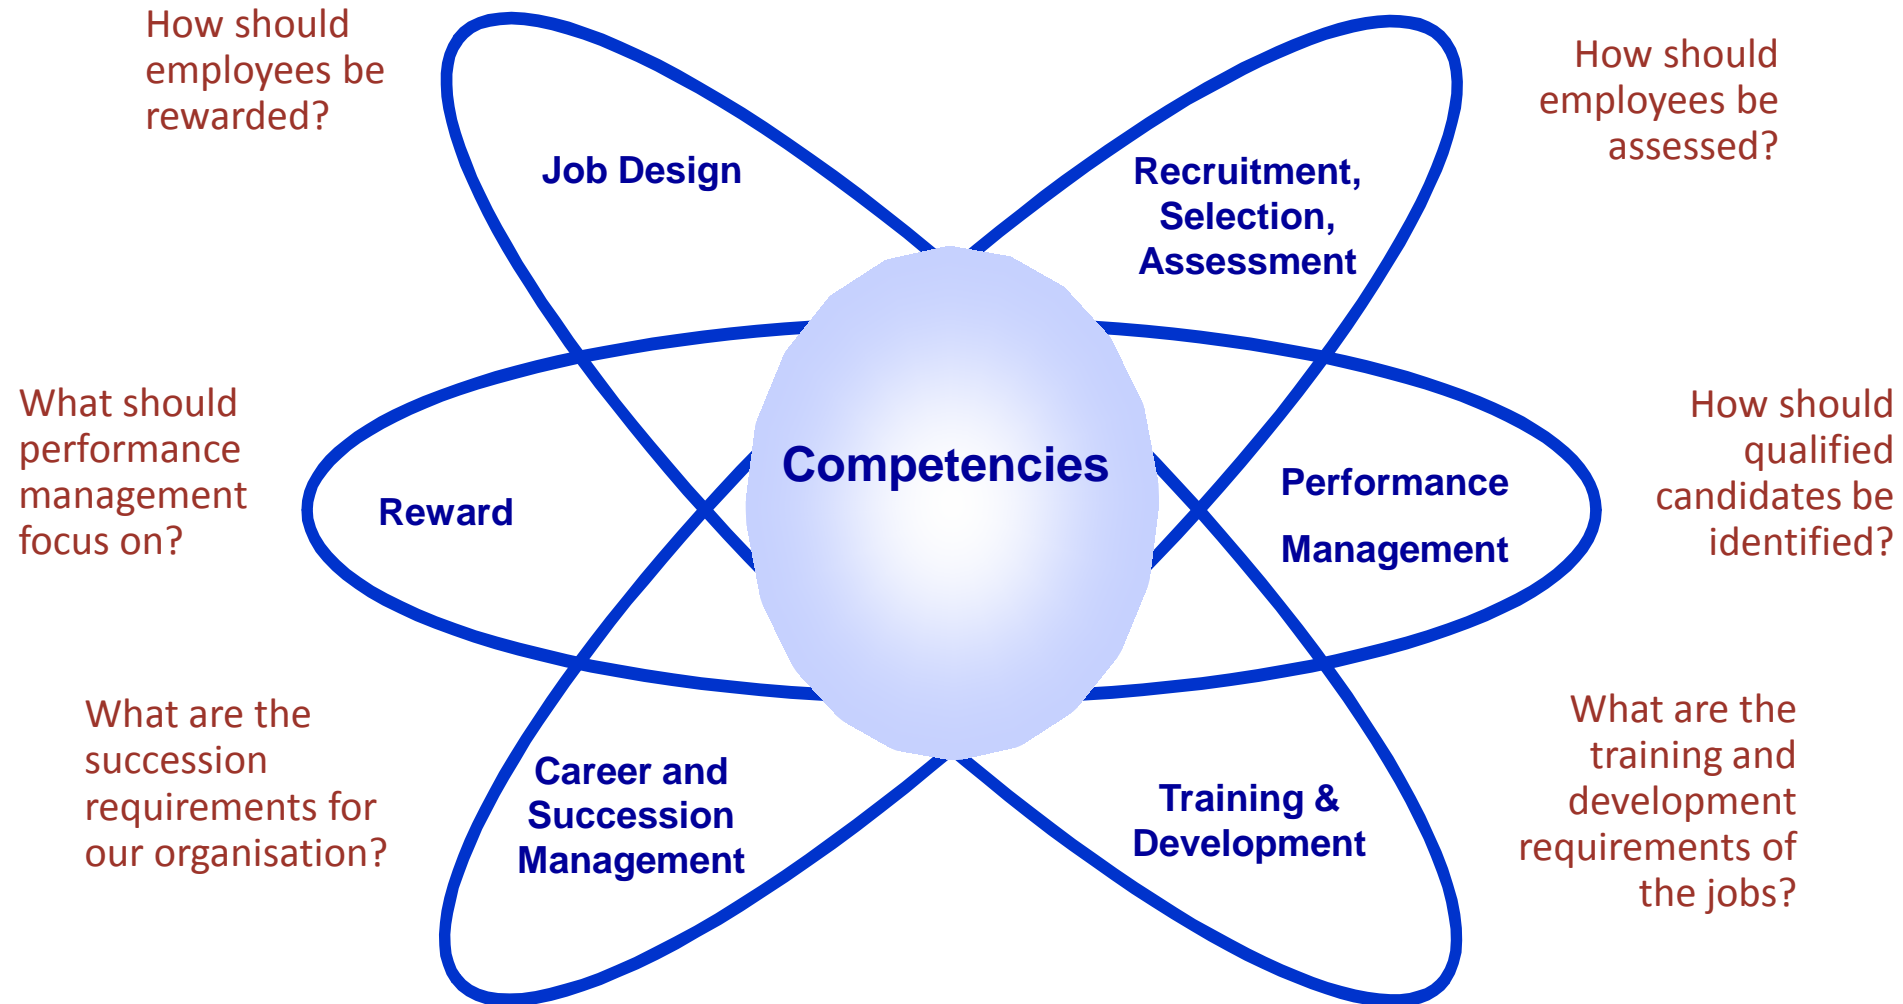 How should
employees be
rewarded?
How should
employees be
assessed?
Job Design
Recruitment,
Selection,
Assessment
What should
performance
management
focus on?
Reward
Competencies
Performance
Management
How should
qualified
candidates be
identified?
What are the
succession
requirements for
our organisation?
Career and
Succession
Management
Training &
Development
What are the
training and
development
requirements of
the jobs?